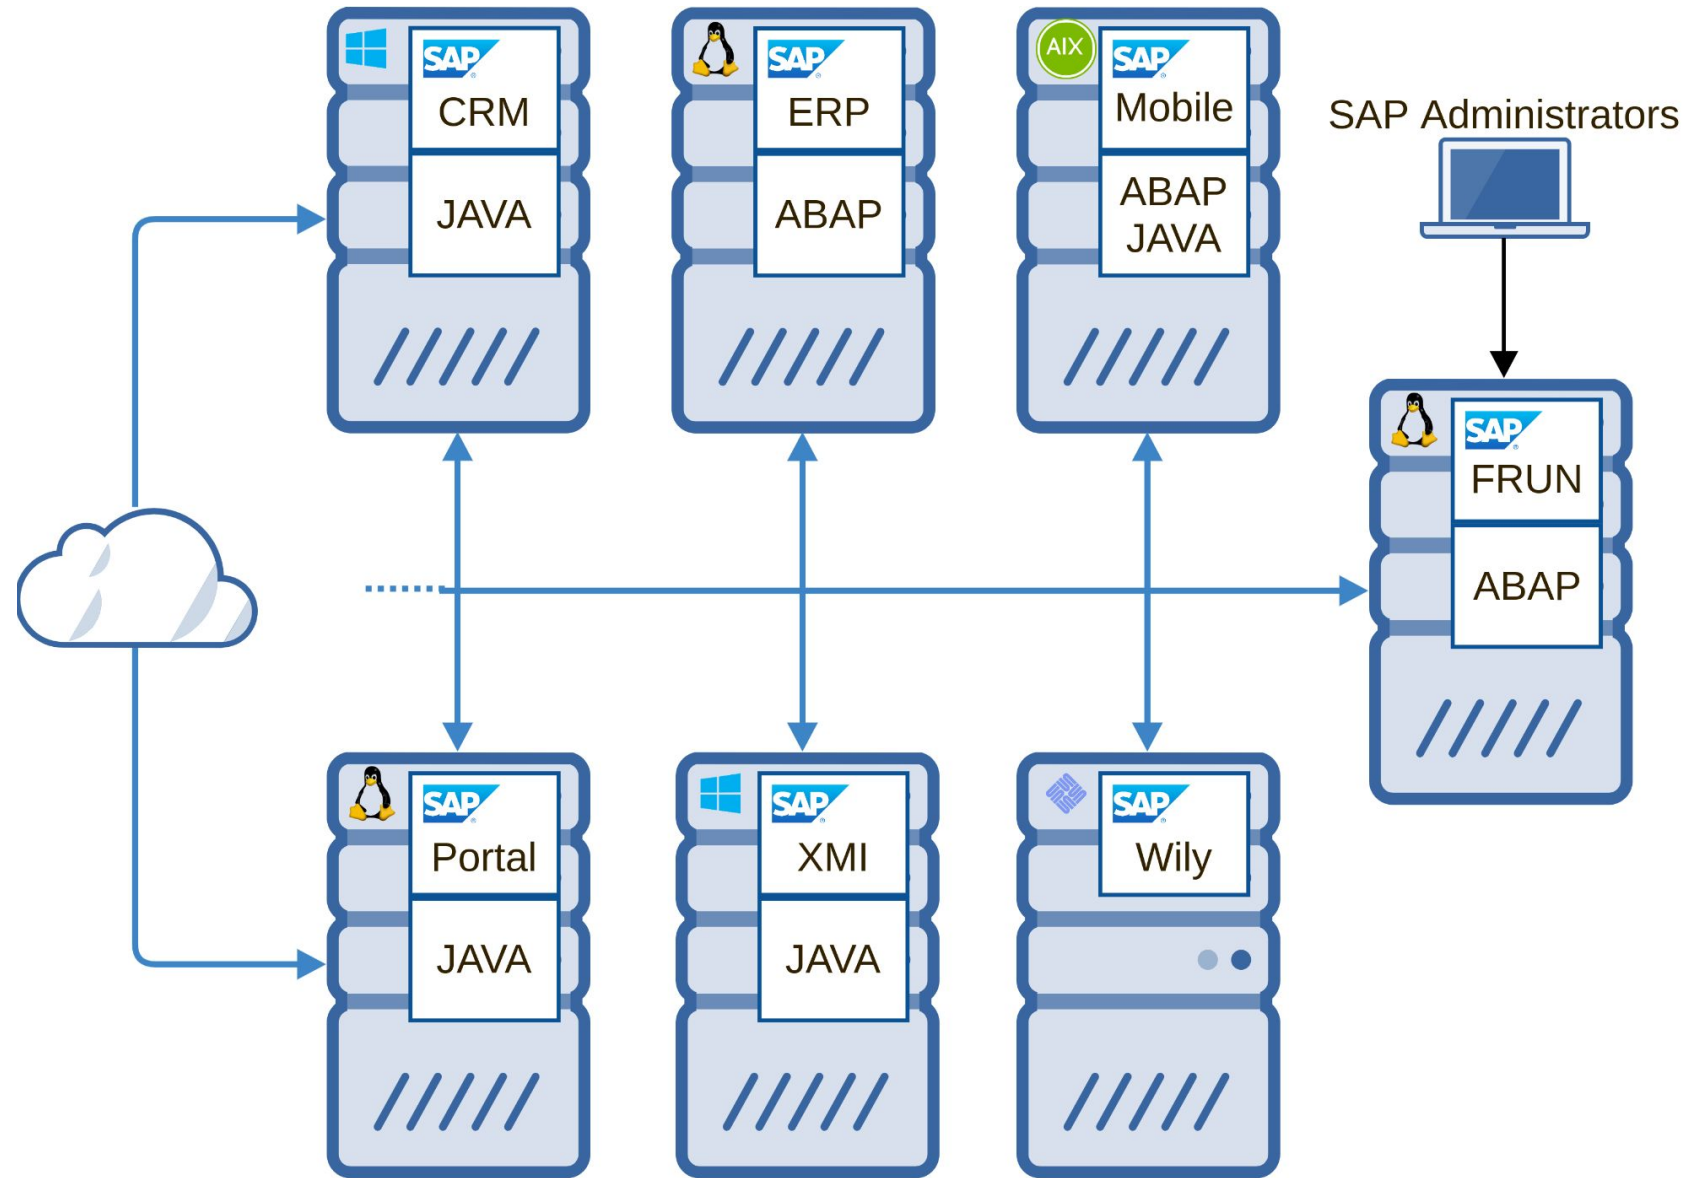 SAP
CRM
JAVA
SAP
ERP
ABAP
AIX
SAP
Mobile
ABAP
JAVA
SAP Administrators
SAP
FRUN
ABAP
SAP
Portal
JAVA
SAP
XMI
JAVA
SAP
Wily